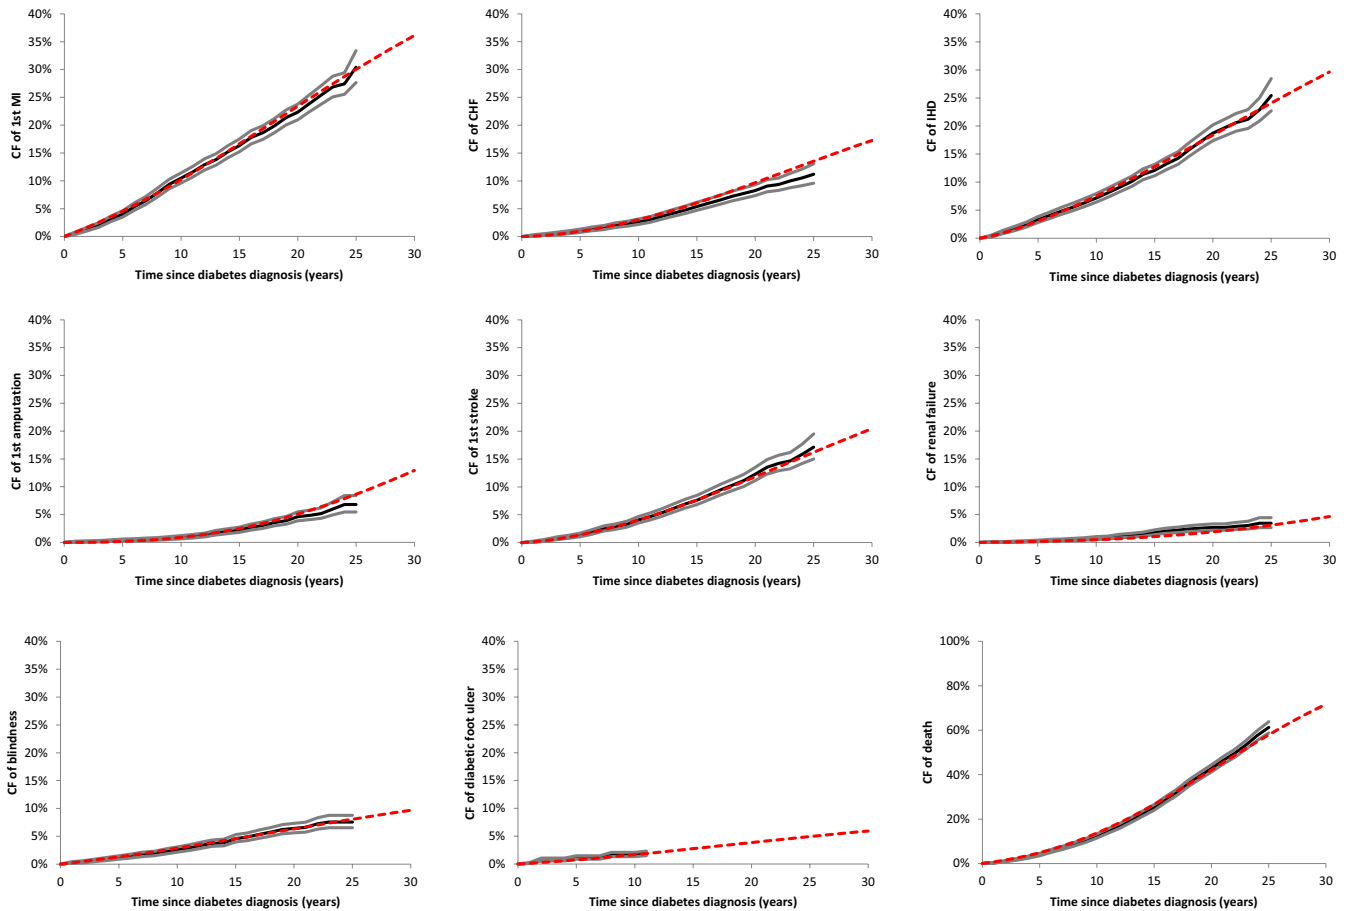 CF of 1st MI
40%
35%
30%
25%
20%
15%
10%
5%
0%
0 5 10 15 20 25 30
Time since diabetes diagnosis (years)
CF of CHF
40%
35%
30%
25%
20%
15%
10%
5%
0%
0 5 10 15 20 25 30
Time since diabetes diagnosis (years)
CF of IHD
40%
35%
30%
25%
20%
15%
10%
5%
0%
0 5 10 15 20 25 30
Time since diabetes diagnosis (years)
CF of 1st amputation
40%
35%
30%
25%
20%
15%
10%
5%
0%
0 5 10 15 20 25 30
Time since diabetes diagnosis (years)
CF of 1st stroke
40%
35%
30%
25%
20%
15%
10%
5%
0%
0 5 10 15 20 25 30
Time since diabetes diagnosis (years)
CF of renal failure
40%
35%
30%
25%
20%
15%
10%
5%
0%
0 5 10 15 20 25 30
Time since diabetes diagnosis (years)
CF of blindness
40%
35%
30%
25%
20%
15%
10%
5%
0%
0 5 10 15 20 25 30
Time since diabetes diagnosis (years)
CF of diabetic foot ulcer
40%
35%
30%
25%
20%
15%
10%
5%
0%
0 5 10 15 20 25 30
Time since diabetes diagnosis (years)
CF of death
100%
80%
60%
40%
20%
0%
0 5 10 15 20 25 30
Time since diabetes diagnosis (years)